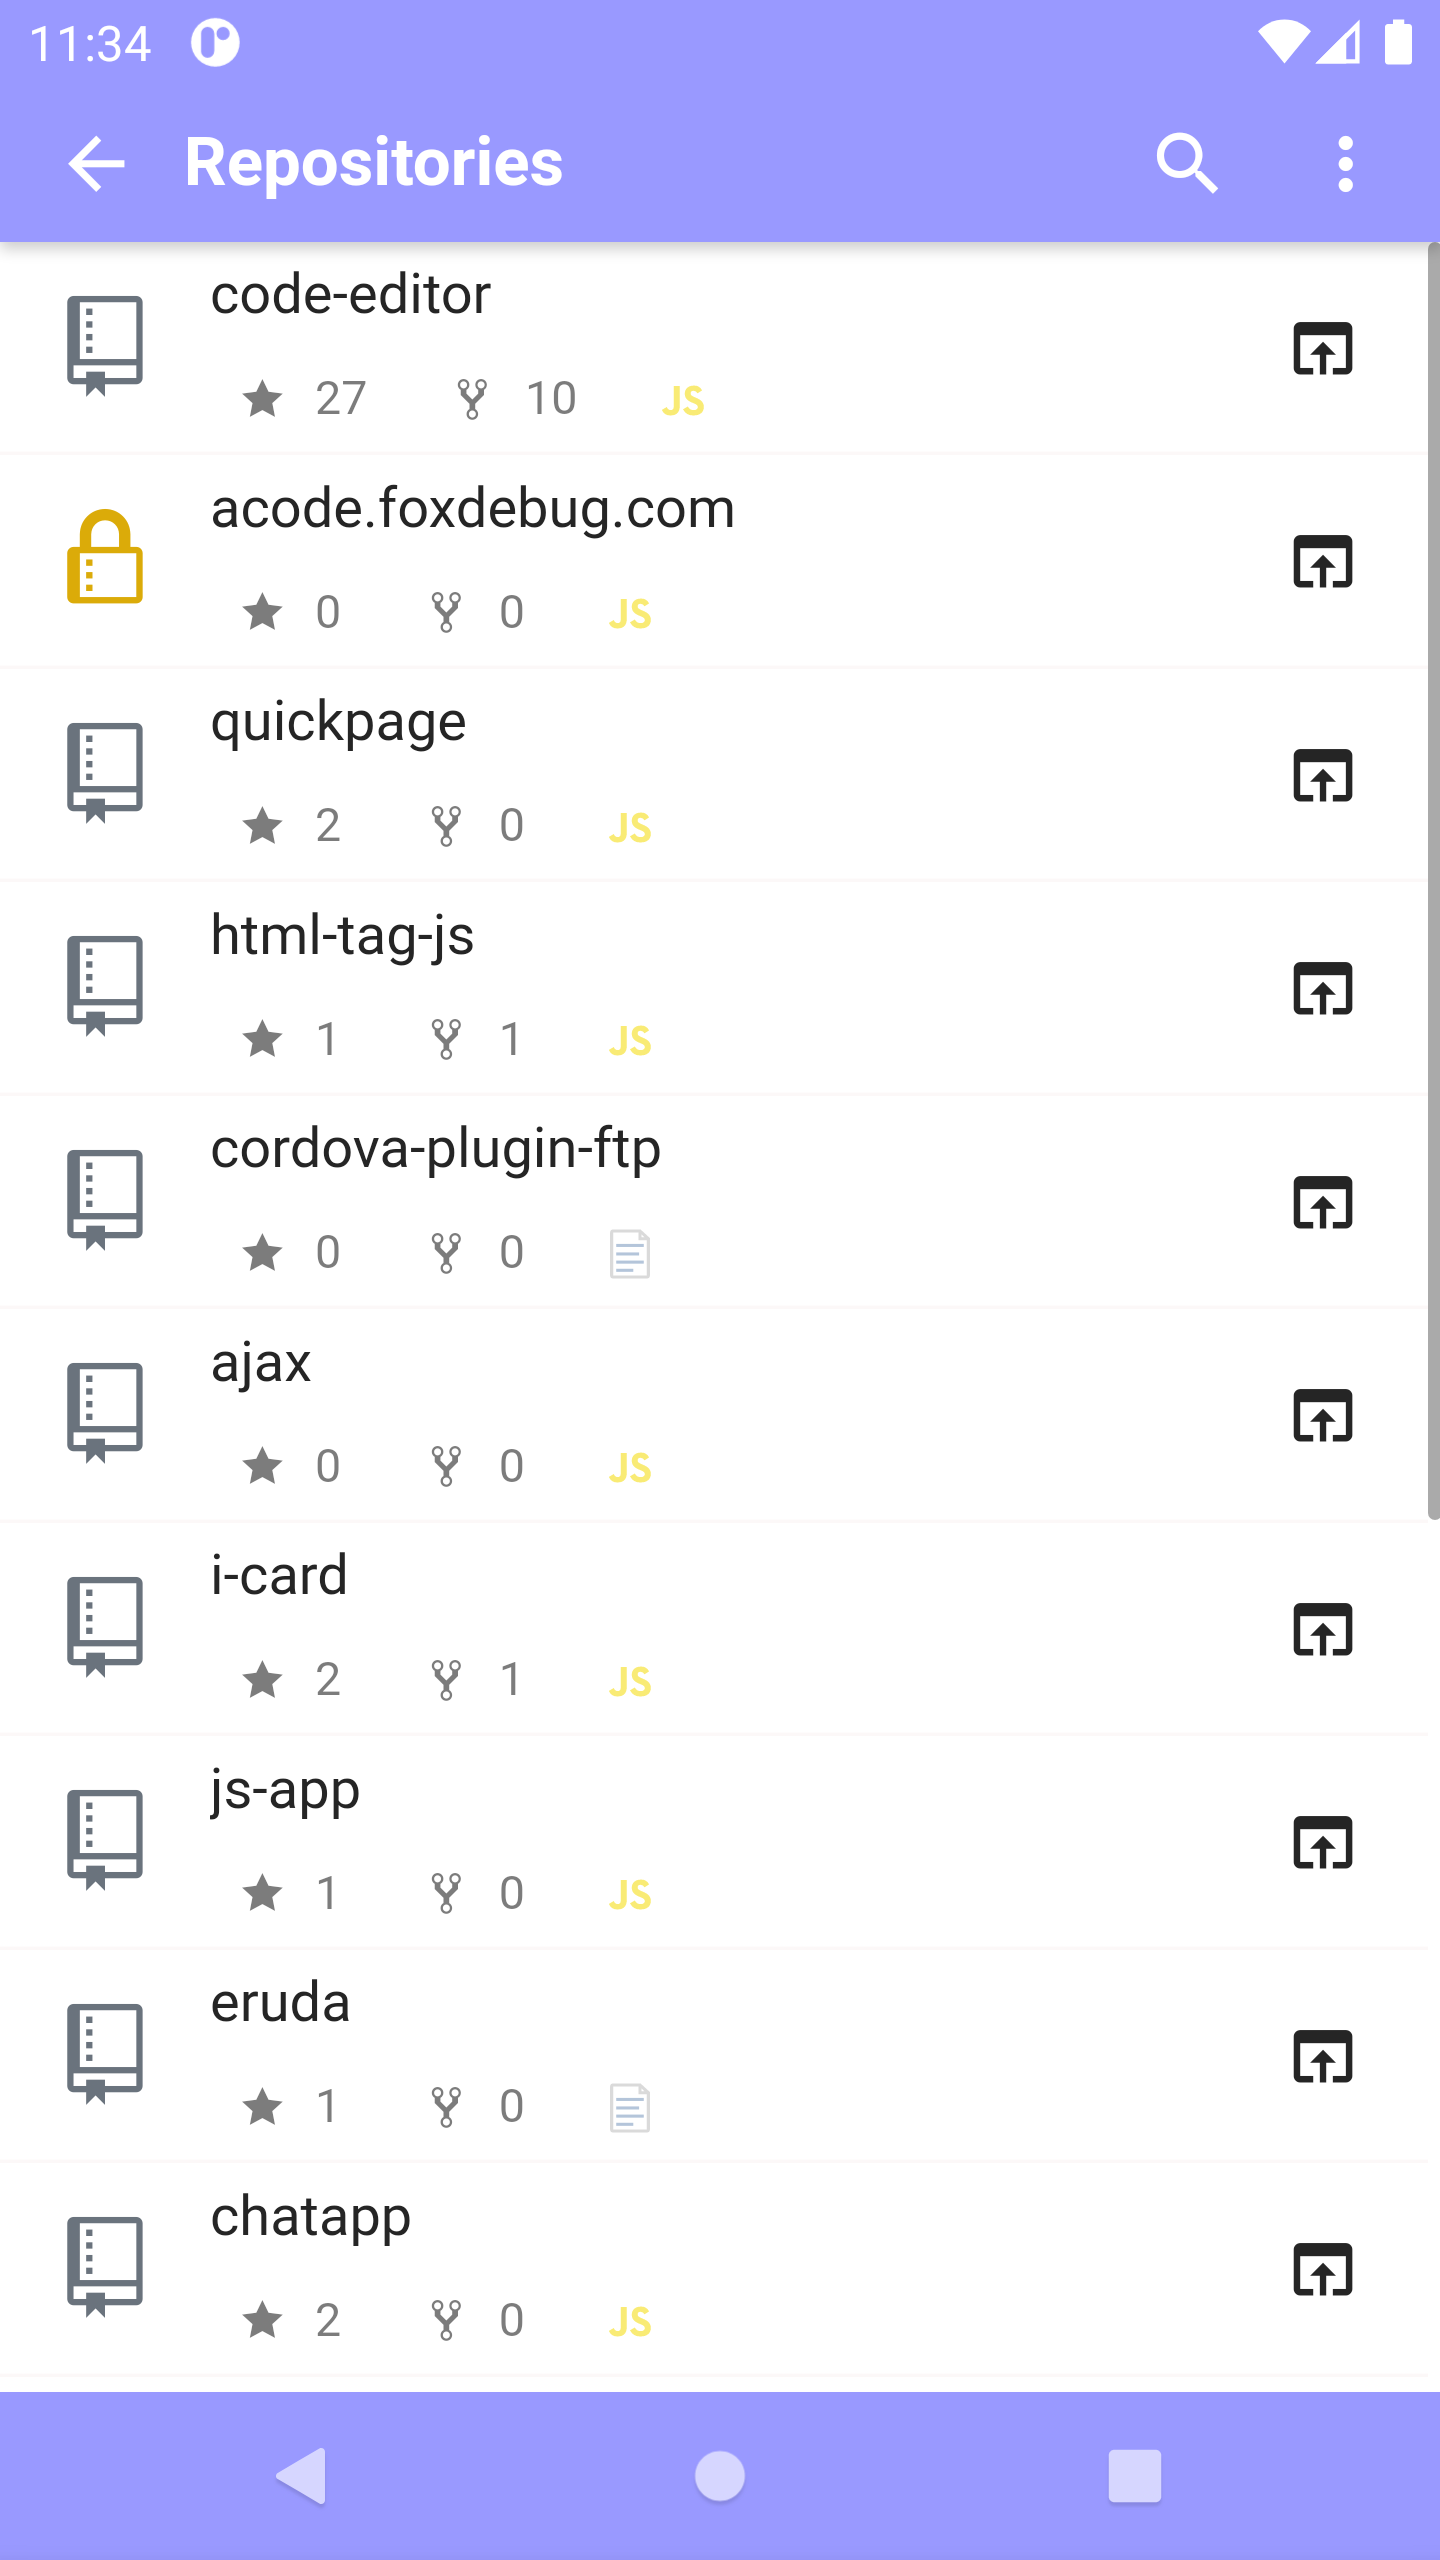 11:34
Repositories
code-editor
27 10 JS
acode.foxdebug.com
0 0 JS
quickpage
2 0 JS
html-tag-js
1 1 JS
cordova-plugin-ftp
0 0
ajax
0 0 JS
i-card
2 1 JS
js-app
1 0 JS
eruda
1 0
chatapp
2 0 JS